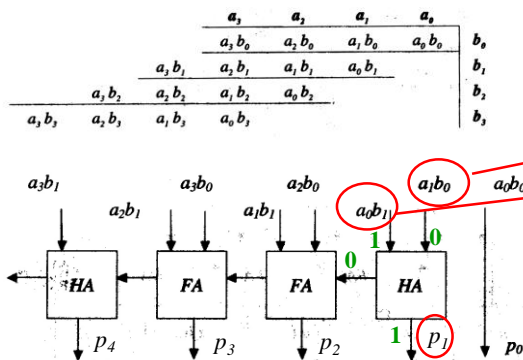 a₃ a₂ a₁ a₀
a₃b₀ a₂b₀ a₁b₀ a₀b₀ b₀
a₃b₁ a₂b₁ a₁b₁ a₀b₁ b₁
a₃b₂ a₂b₂ a₁b₂ a₀b₂ b₂
a₃b₃ a₂b₃ a₁b₃ a₀b₃ b₃
a₃b₁ a₃b₀ a₂b₀ a₁b₀ a₀b₀
a₂b₁ a₁b₁ a₀b₁
1 0
0
HA FA FA HA
1
p₄ p₃ p₂ p₁ p₀